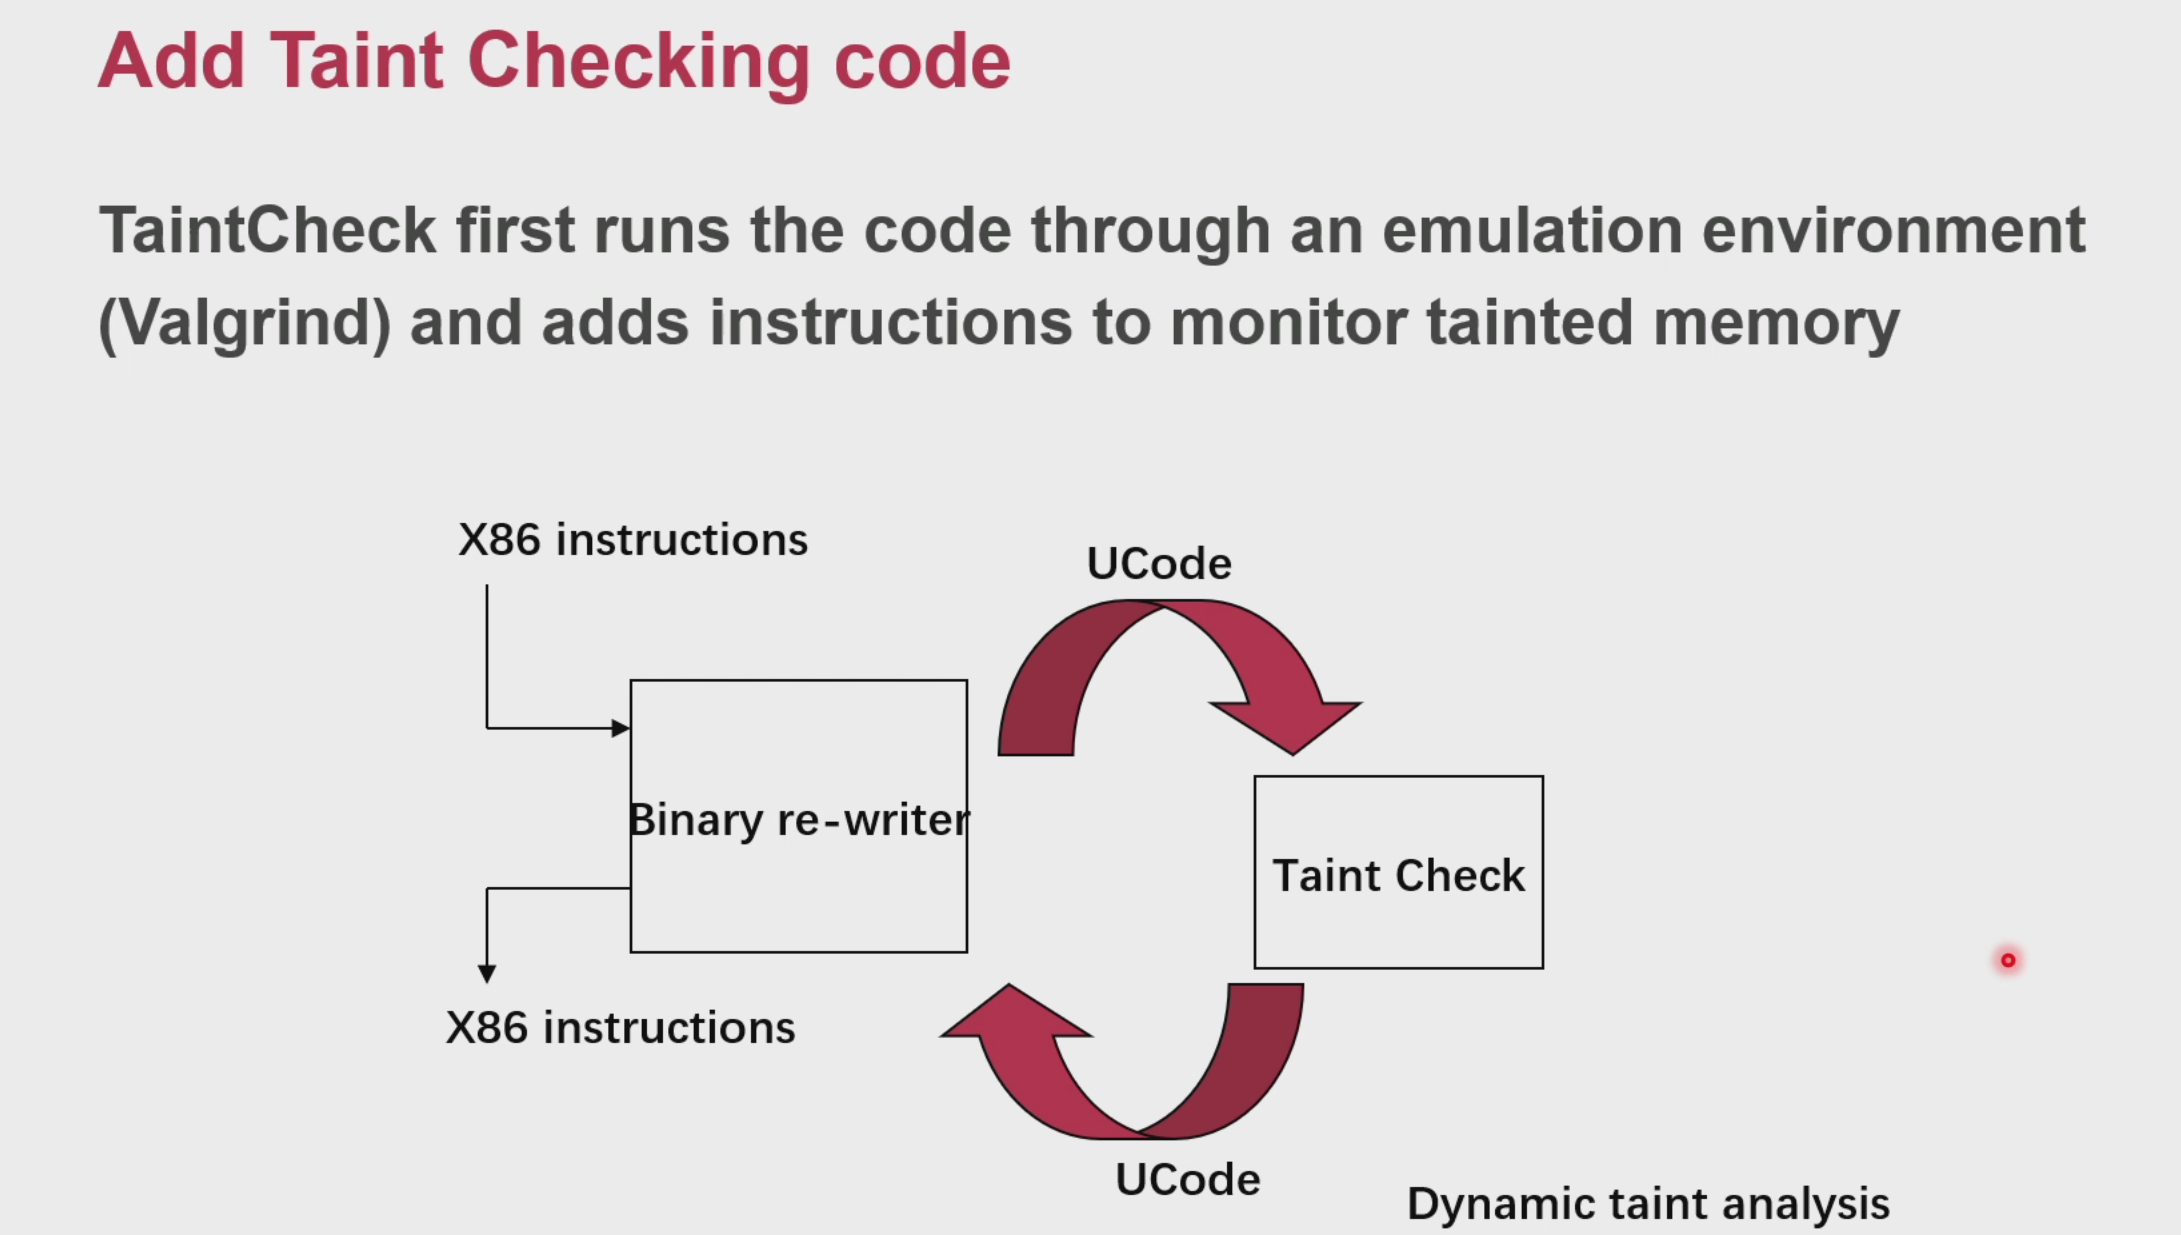 Add Taint Checking code
TaintCheck first runs the code through an emulation environment
(Valgrind) and adds instructions to monitor tainted memory
X86 instructions
UCode
Binary re-writer
Taint Check
X86 instructions
UCode
Dynamic taint analysis